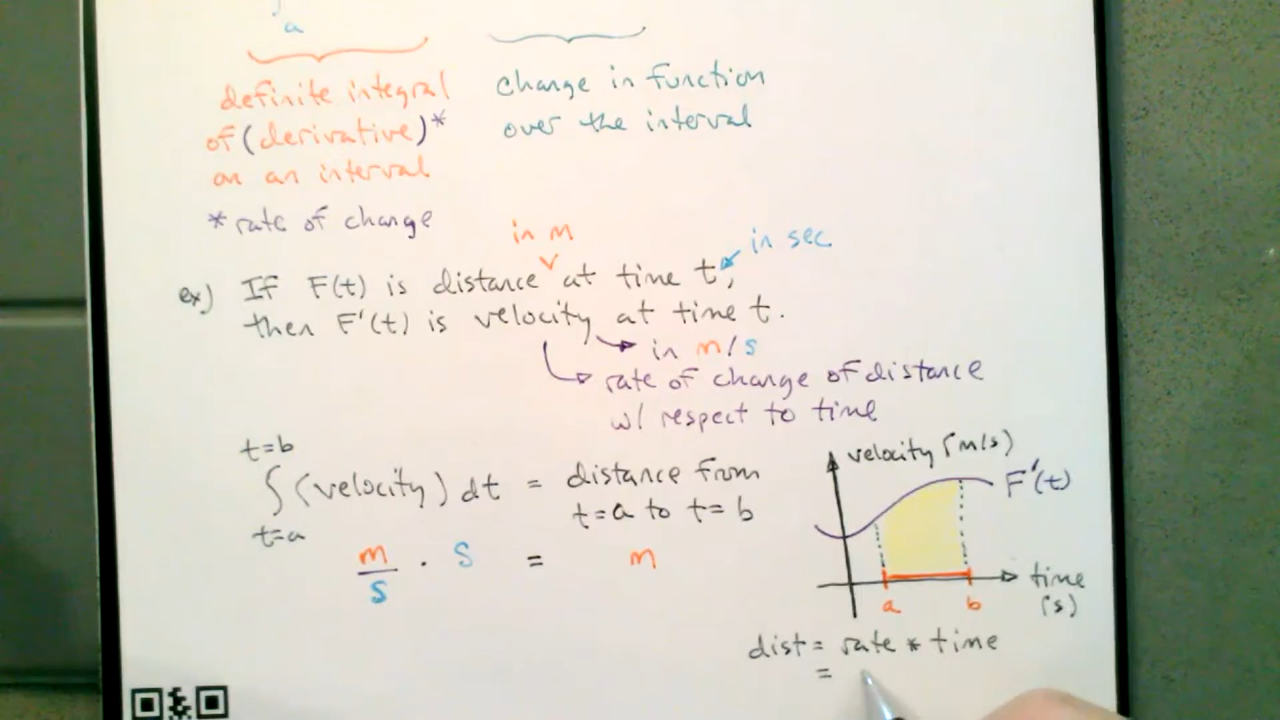 a
definite integral
of (derivative)*
on an interval
change in function
over the interval
* rate of change
in m
in sec
ex) If F(t) is distance at time t,
then F'(t) is velocity at time t.
in m/s
rate of change of distance
w/ respect to time
t=b
∫ (velocity) dt = distance from
t=a to t=b
t=a
m/s · s = m
velocity (m/s)
F'(t)
time
(s)
a b
dist = rate * time
=